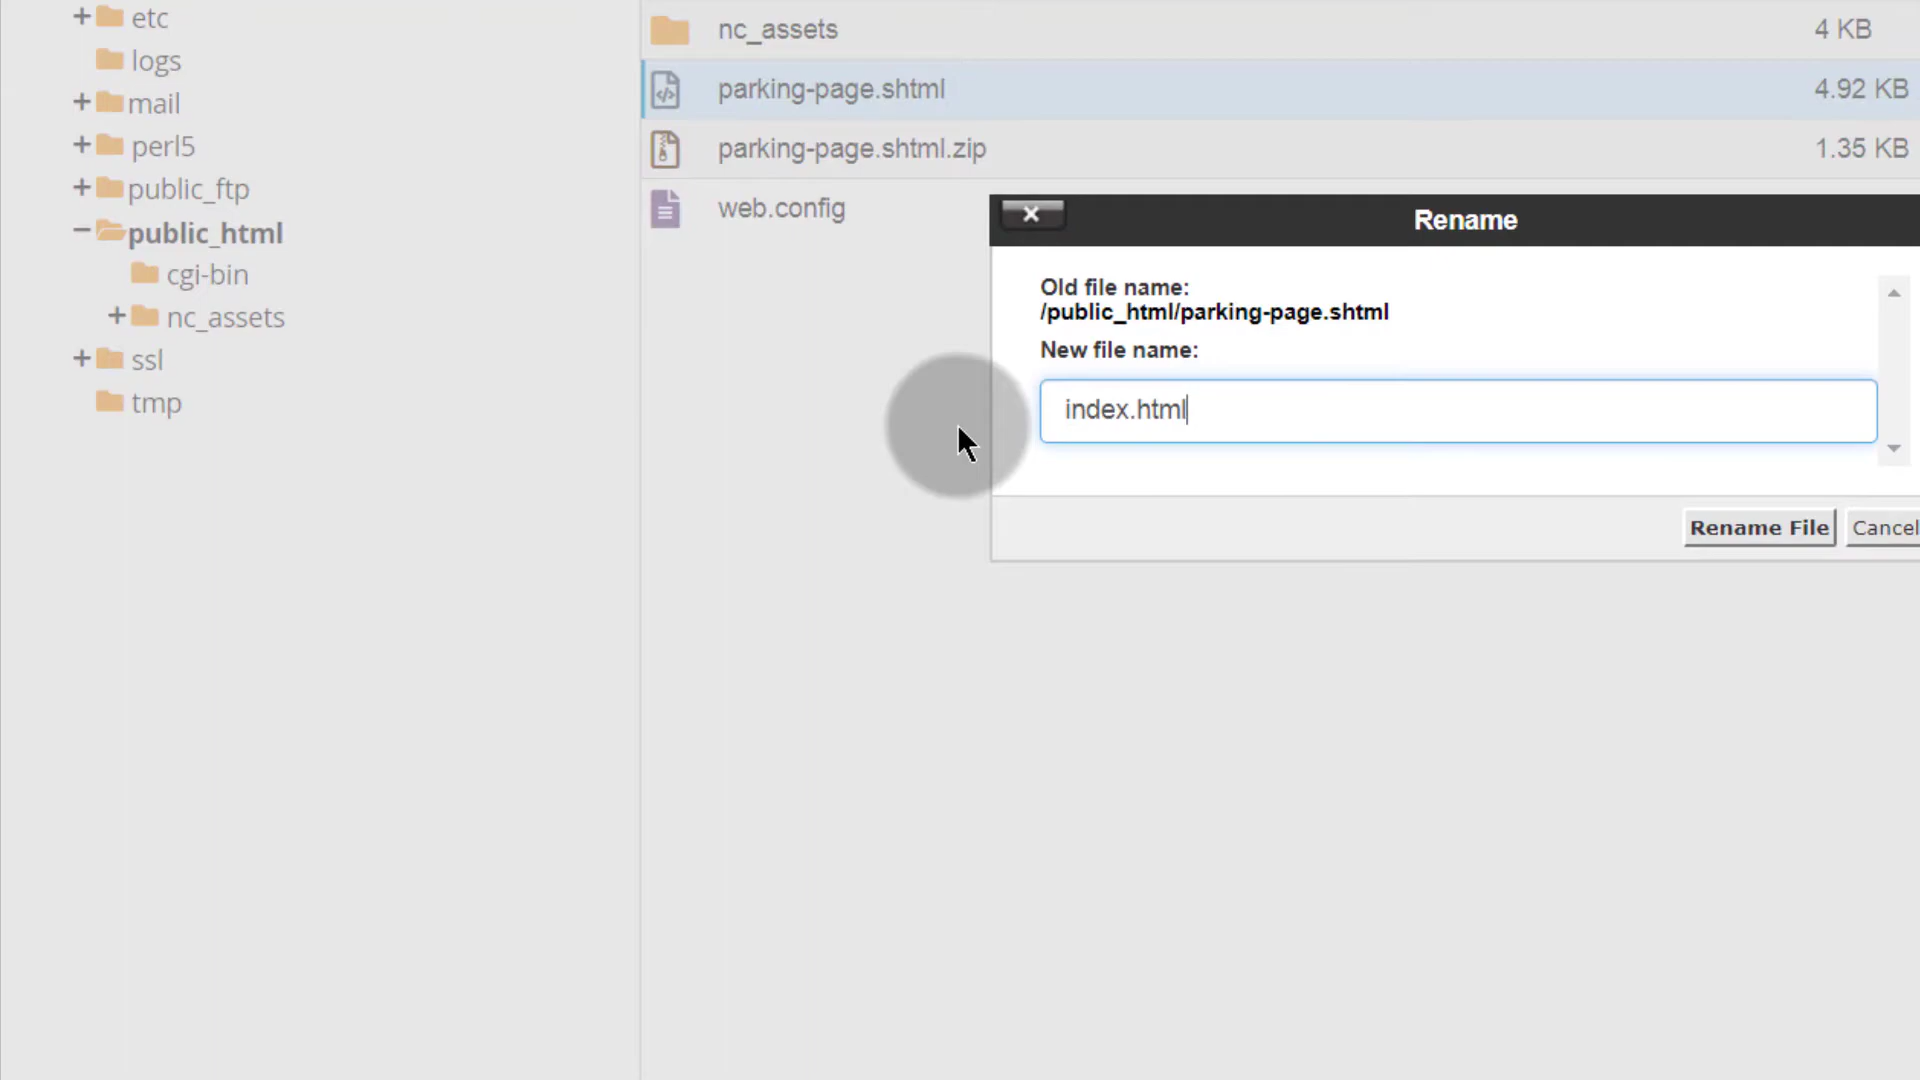 etc
logs
mail
perl5
public_ftp
public_html
cgi-bin
nc_assets
ssl
tmp
nc_assets 4 KB
parking-page.shtml 4.92 KB
parking-page.shtml.zip 1.35 KB
web.config
Rename
Old file name:
/public_html/parking-page.shtml
New file name:
index.html
Rename File Cancel